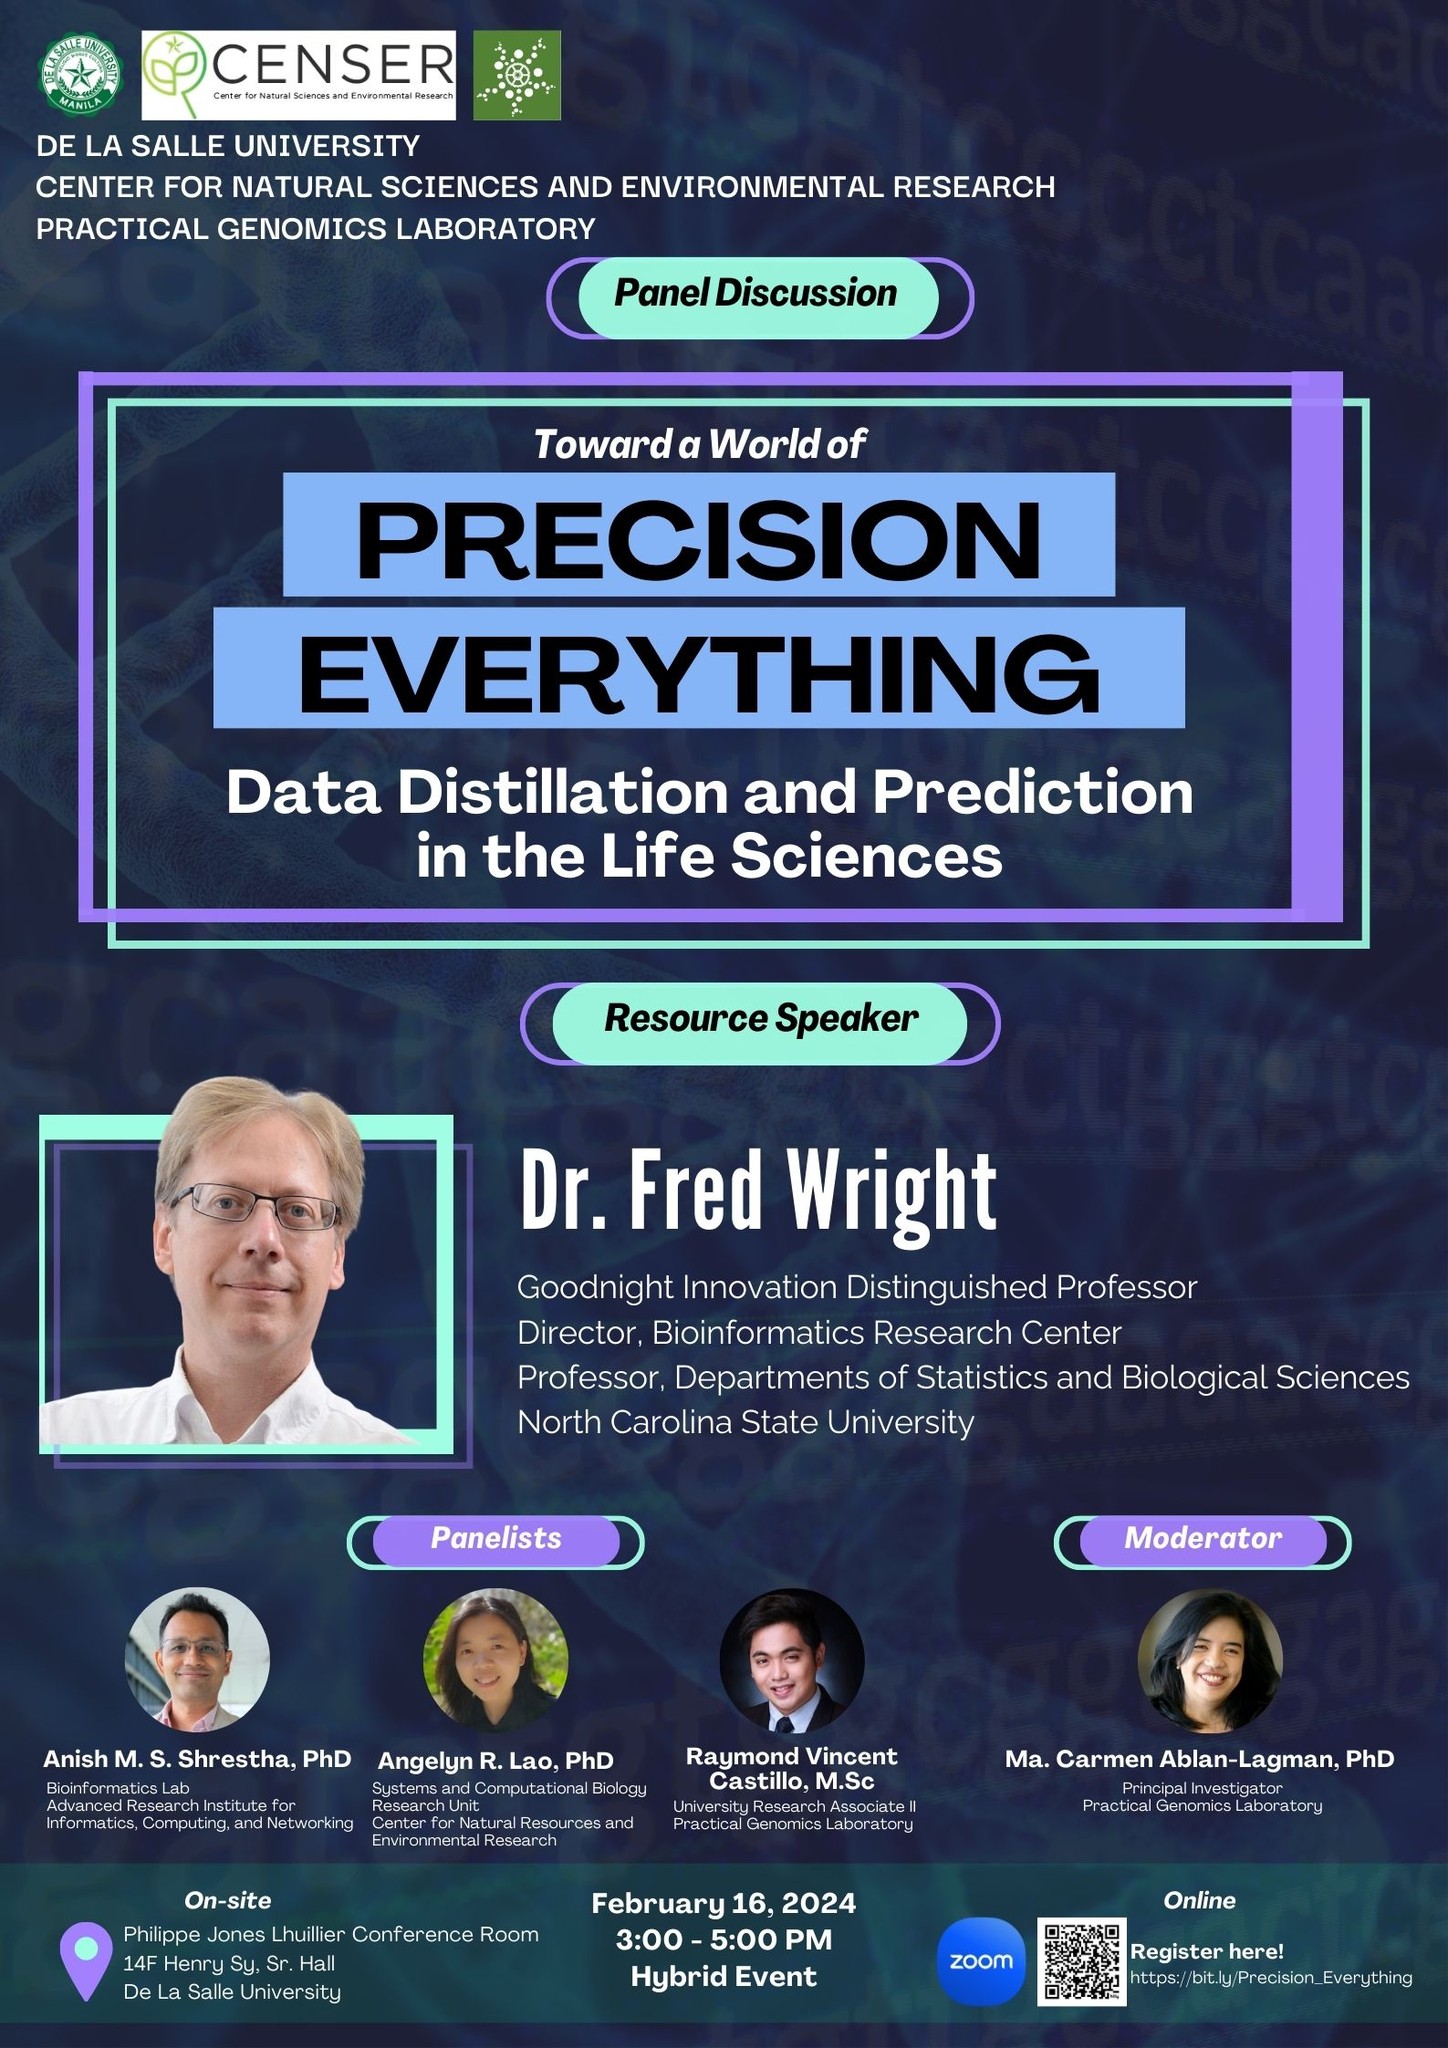 DE LA SALLE UNIVERSITY
MANILA
CENSER
Center for Natural Sciences and Environmental Research
DE LA SALLE UNIVERSITY
CENTER FOR NATURAL SCIENCES AND ENVIRONMENTAL RESEARCH
PRACTICAL GENOMICS LABORATORY
Panel Discussion
Toward a World of
PRECISION
EVERYTHING
Data Distillation and Prediction
in the Life Sciences
Resource Speaker
Dr. Fred Wright
Goodnight Innovation Distinguished Professor
Director, Bioinformatics Research Center
Professor, Departments of Statistics and Biological Sciences
North Carolina State University
Panelists
Anish M. S. Shrestha, PhD
Bioinformatics Lab
Advanced Research Institute for
Informatics, Computing, and Networking
Angelyn R. Lao, PhD
Systems and Computational Biology
Research Unit
Center for Natural Resources and
Environmental Research
Raymond Vincent
Castillo, M.Sc
University Research Associate II
Practical Genomics Laboratory
Moderator
Ma. Carmen Ablan-Lagman, PhD
Principal Investigator
Practical Genomics Laboratory
On-site
Philippe Jones Lhuillier Conference Room
14F Henry Sy, Sr. Hall
De La Salle University
February 16, 2024
3:00 - 5:00 PM
Hybrid Event
Online
zoom
Register here!
https://bit.ly/Precision_Everything